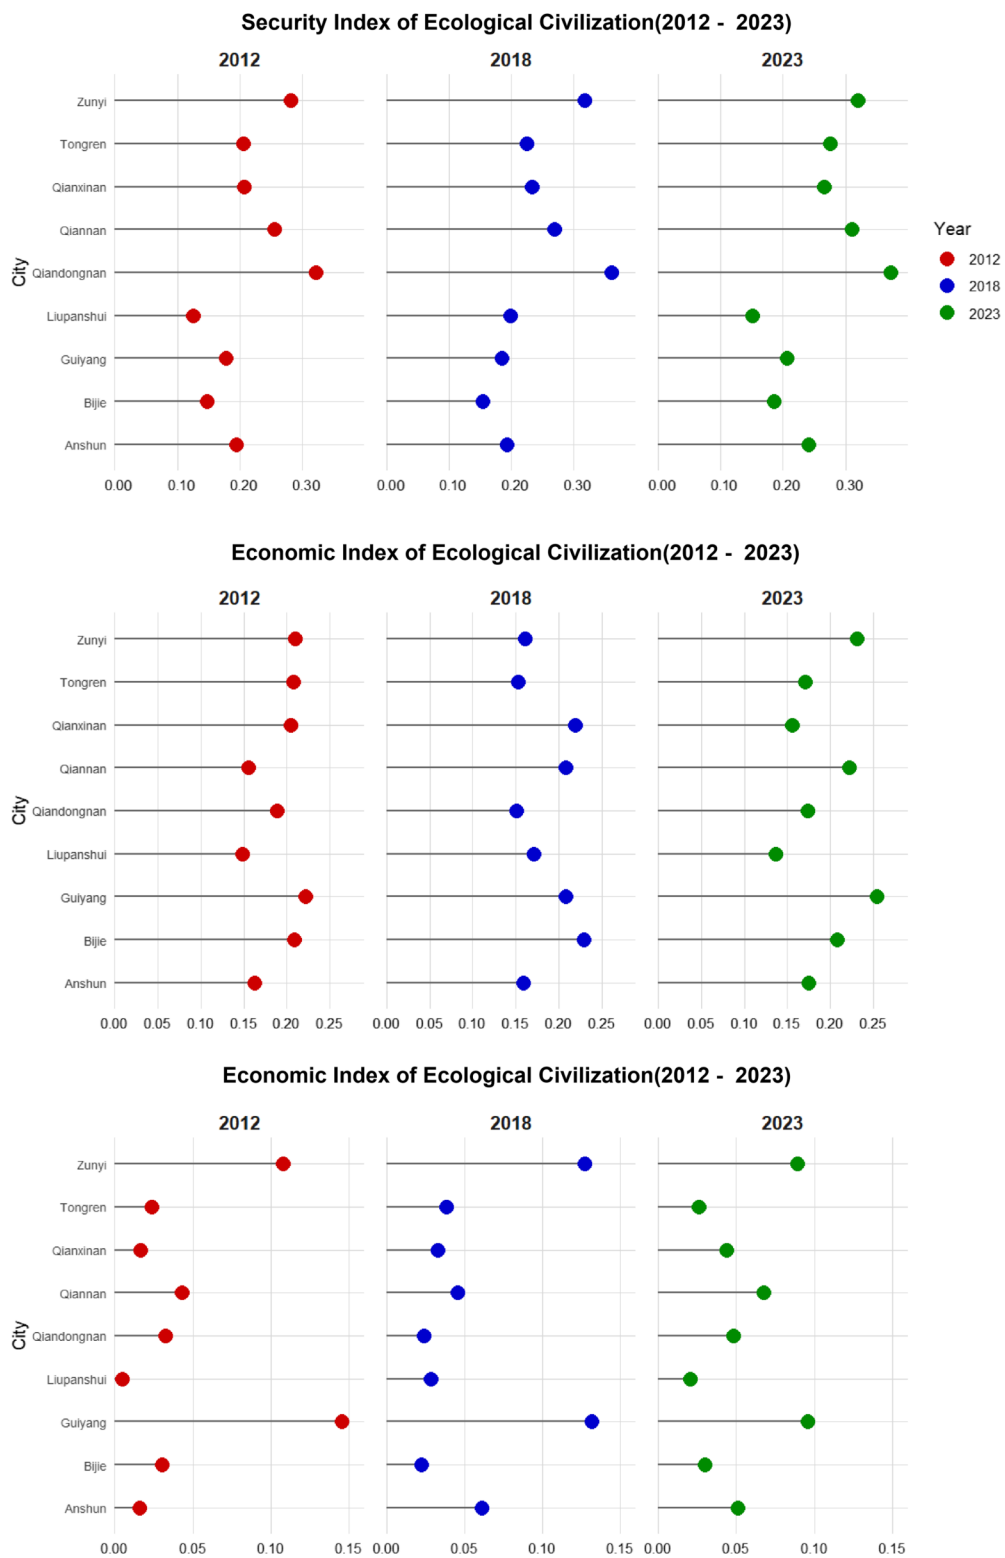 Security Index of Ecological Civilization(2012 -  2023)
2012 2018 2023
Zunyi
Tongren
Qianxinan
Qiannan
Qiandongnan
Liupanshui
Guiyang
Bijie
Anshun
City
0.00 0.10 0.20 0.30 0.00 0.10 0.20 0.30 0.00 0.10 0.20 0.30
Year
2012
2018
2023
Economic Index of Ecological Civilization(2012 -  2023)
2012 2018 2023
Zunyi
Tongren
Qianxinan
Qiannan
Qiandongnan
Liupanshui
Guiyang
Bijie
Anshun
City
0.00 0.05 0.10 0.15 0.20 0.25 0.00 0.05 0.10 0.15 0.20 0.25 0.00 0.05 0.10 0.15 0.20 0.25
Economic Index of Ecological Civilization(2012 -  2023)
2012 2018 2023
Zunyi
Tongren
Qianxinan
Qiannan
Qiandongnan
Liupanshui
Guiyang
Bijie
Anshun
City
0.00 0.05 0.10 0.15 0.00 0.05 0.10 0.15 0.00 0.05 0.10 0.15